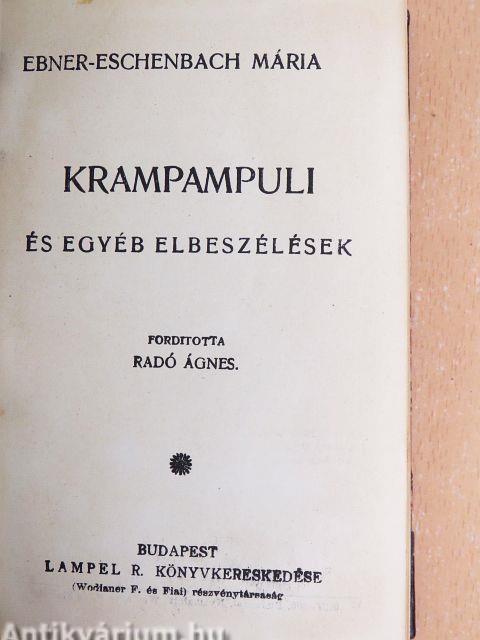 EBNER-ESCHENBACH MÁRIA
KRAMPAMPULI
ÉS EGYÉB ELBESZÉLÉSEK
FORDITOTTA
RADÓ ÁGNES.
BUDAPEST
LAMPEL R. KÖNYVKERESKEDÉSE
(Wodianer F. és Fiai) részvénytársaság
Antikvárium.hu